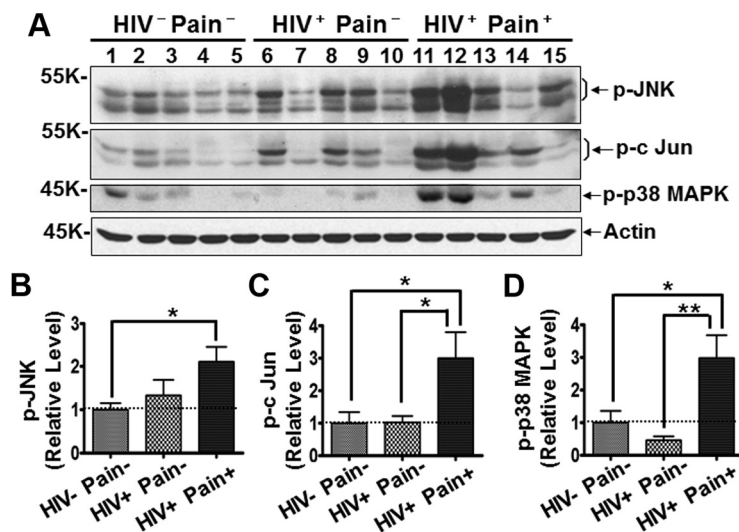 A
HIV⁻Pain⁻ HIV⁺ Pain⁻ HIV⁺ Pain⁺
1 2 3 4 5 6 7 8 9 10 11 12 13 14 15
55K- p-JNK
55K- p-c Jun
45K- p-p38 MAPK
45K- Actin
B
p-JNK
(Relative Level)
3
2
1
0
*
HIV- Pain-
HIV+ Pain-
HIV+ Pain+
C
p-c Jun
(Relative Level)
4
3
2
1
0
*
*
HIV- Pain-
HIV+ Pain-
HIV+ Pain+
D
p-p38 MAPK
(Relative Level)
4
3
2
1
0
*
**
HIV- Pain-
HIV+ Pain-
HIV+ Pain+